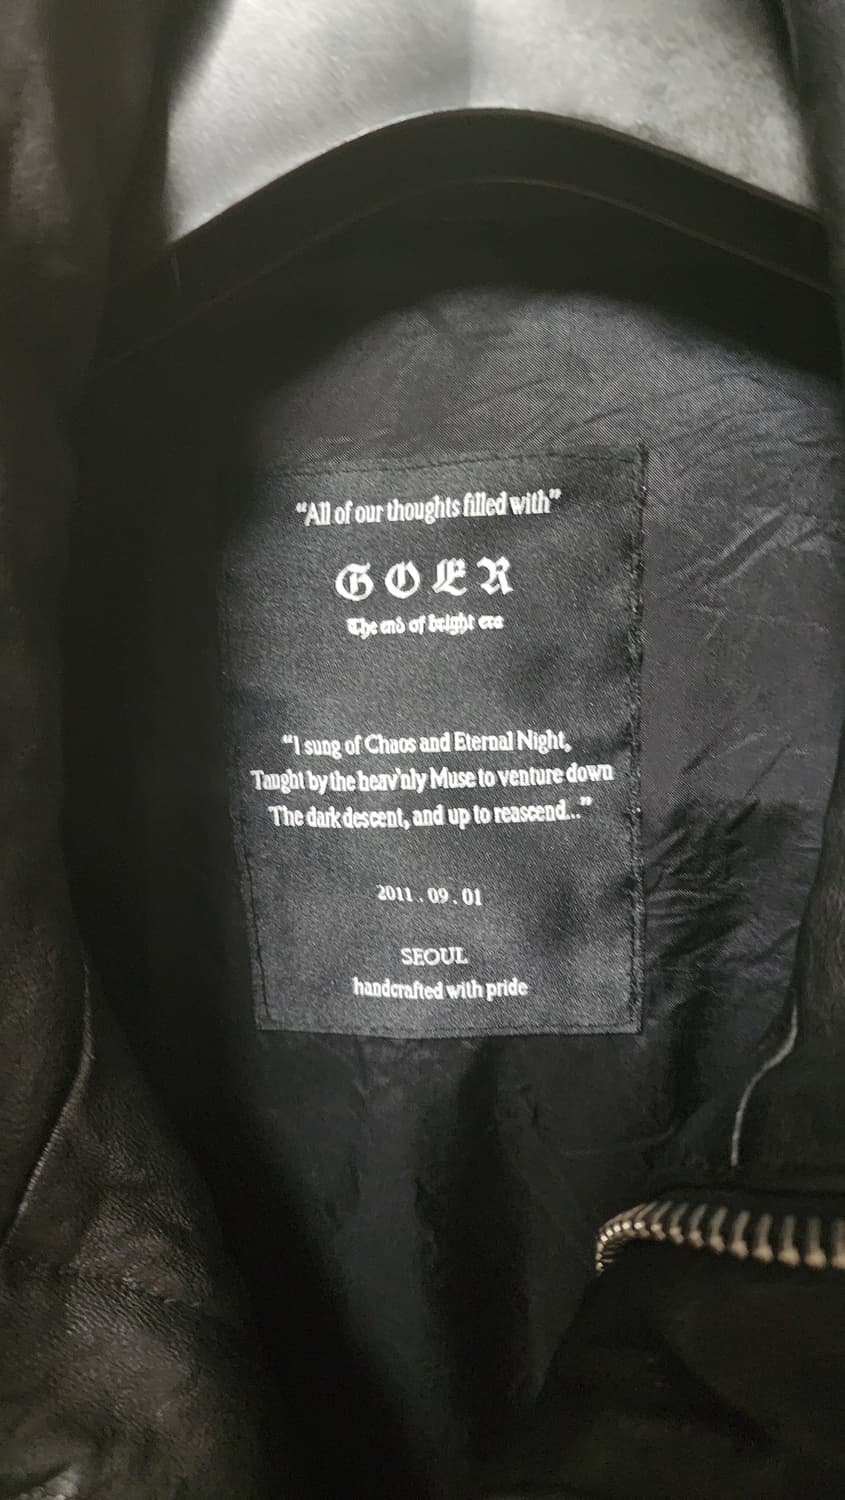 “All of our thoughts filled with”
GOER
The end of bright era
“I sung of Chaos and Eternal Night,
Taught by the heav'nly Muse to venture down
The dark descent, and up to reascend...”
2011 . 09 . 01
SEOUL
handcrafted with pride